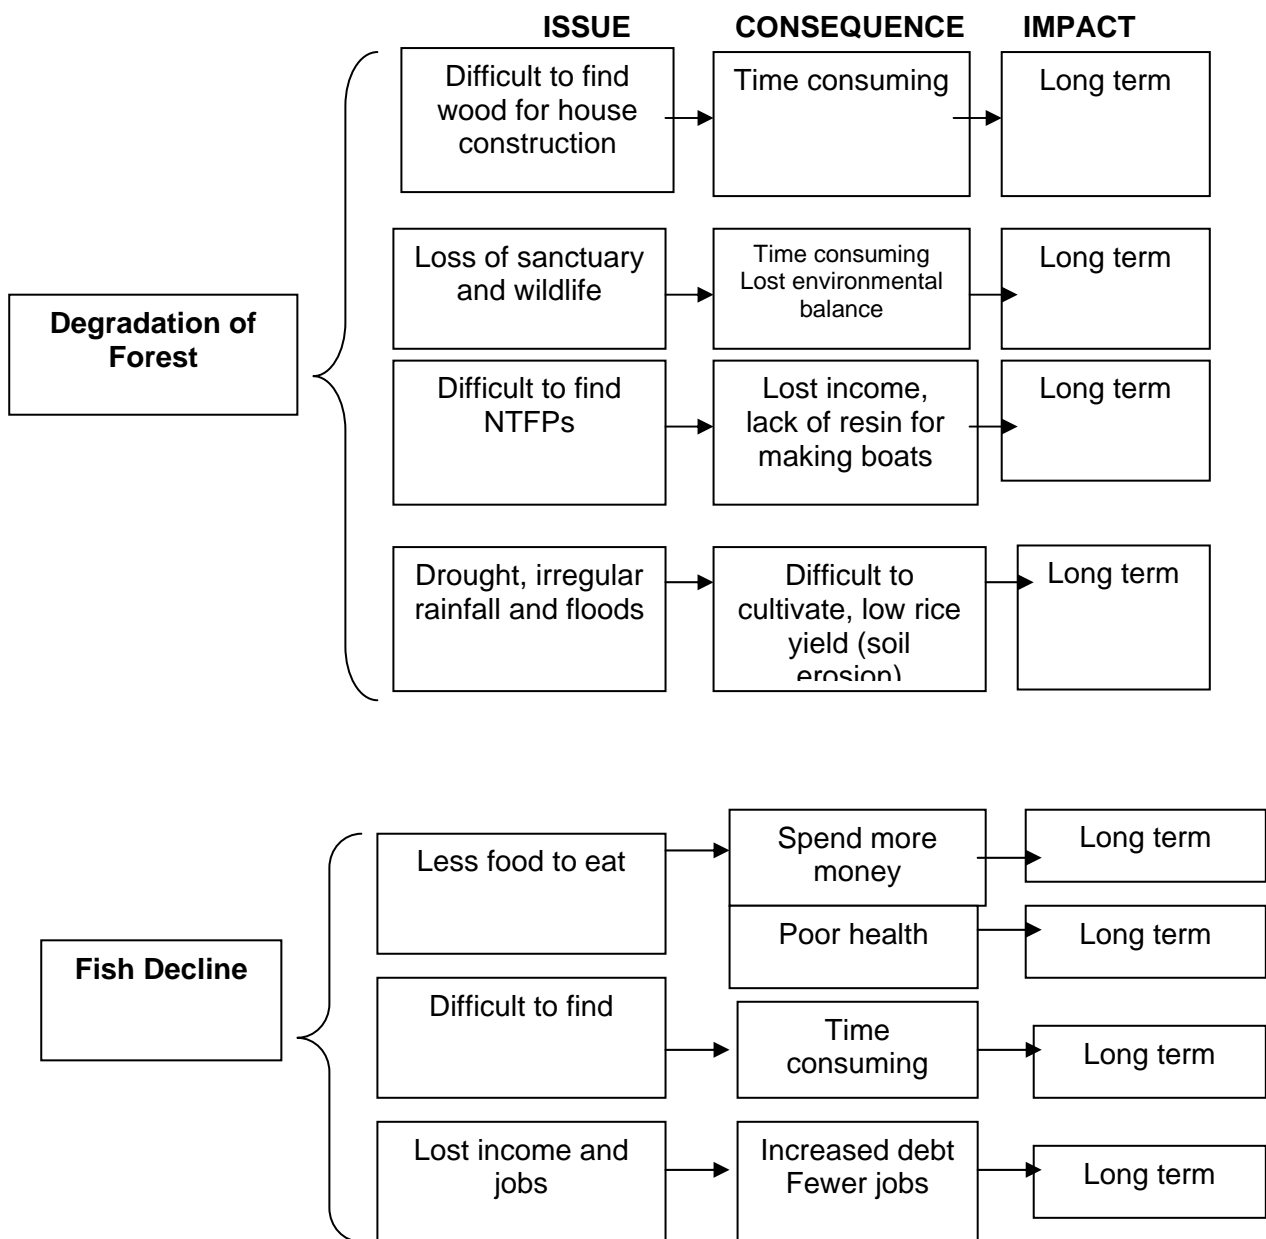 ISSUE CONSEQUENCE IMPACT
Difficult to find
wood for house
construction
Time consuming
Long term
Degradation of
Forest
Loss of sanctuary
and wildlife
Time consuming
Lost environmental
balance
Long term
Difficult to find
NTFPs
Lost income,
lack of resin for
making boats
Long term
Drought, irregular
rainfall and floods
Difficult to
cultivate, low rice
yield (soil
erosion)
Long term
Fish Decline
Less food to eat
Spend more
money
Long term
Poor health
Long term
Difficult to find
Time
consuming
Long term
Lost income and
jobs
Increased debt
Fewer jobs
Long term